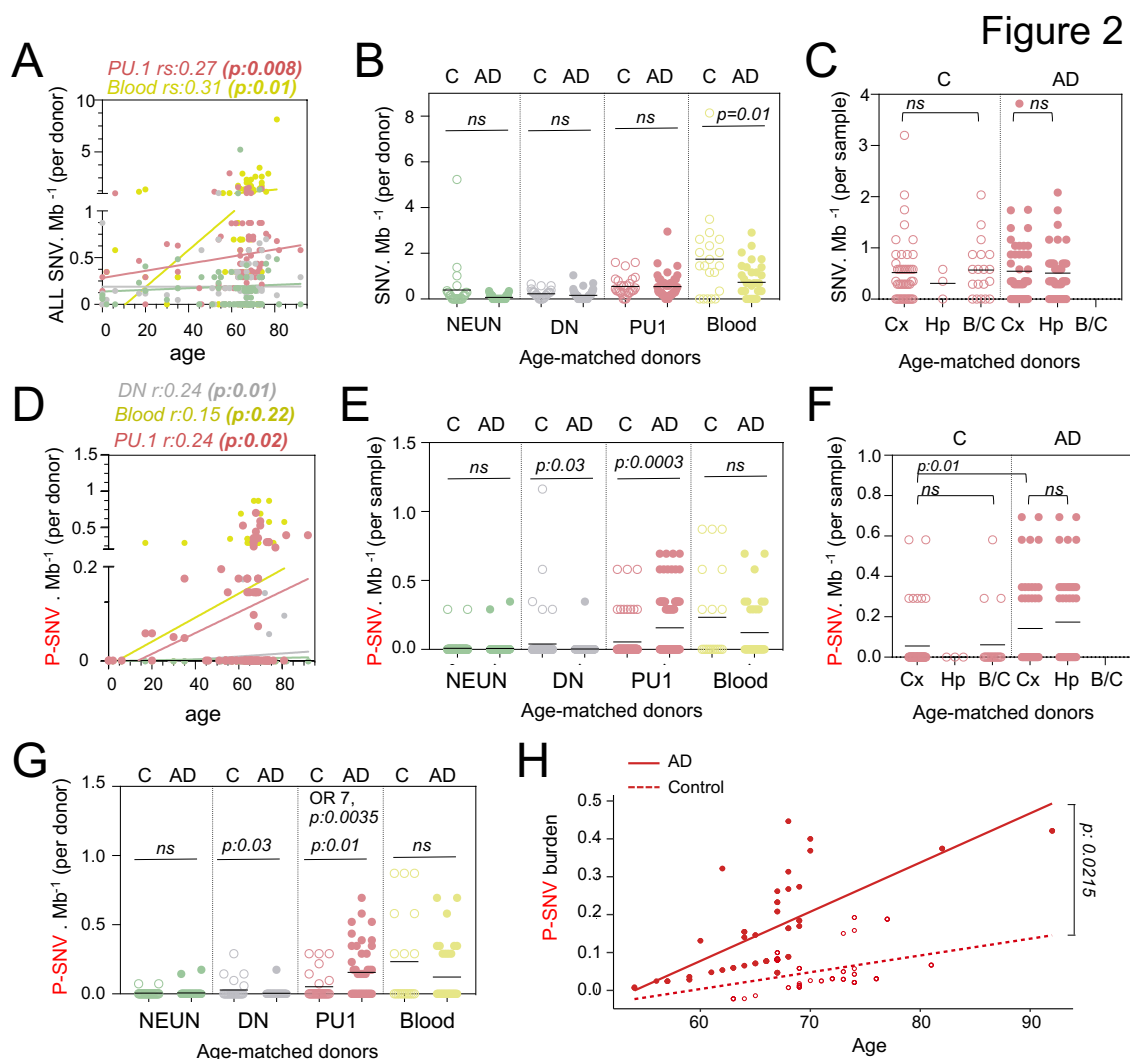 Figure 2
A
PU.1 rs:0.27 (p:0.008)
Blood rs:0.31 (p:0.01)
ALL SNV. Mb -1 (per donor)
10
5
1
1
0.5
0
0 20 40 60 80
age
B
C AD C AD C AD C AD
SNV. Mb -1 (per donor)
8
6
4
2
0
ns ns ns p=0.01
NEUN DN PU1 Blood
Age-matched donors
C
C AD
SNV. Mb -1 (per sample)
4
3
2
1
0
ns ns
Cx Hp B/C Cx Hp B/C
Age-matched donors
D
DN r:0.24 (p:0.01)
Blood r:0.15 (p:0.22)
PU.1 r:0.24 (p:0.02)
P-SNV . Mb-1 (per donor)
1.5
1
0.5
0.2
0
0 20 40 60 80
age
E
C AD C AD C AD C AD
P-SNV. Mb-1 (per sample)
1.5
1.0
0.5
0.0
ns p:0.03 p:0.0003 ns
NEUN DN PU1 Blood
Age-matched donors
F
C AD
P-SNV. Mb-1 (per sample)
1.0
0.8
0.6
0.4
0.2
0.0
p:0.01
ns ns
Cx Hp B/C Cx Hp B/C
Age-matched donors
G
C AD C AD C AD C AD
P-SNV . Mb-1 (per donor)
1.5
1.0
0.5
0.0
OR 7,
p:0.0035
ns p:0.03 p:0.01 ns
NEUN DN PU1 Blood
Age-matched donors
H
AD
Control
P-SNV burden
0.5
0.4
0.3
0.2
0.1
0.0
p: 0.0215
60 70 80 90
Age